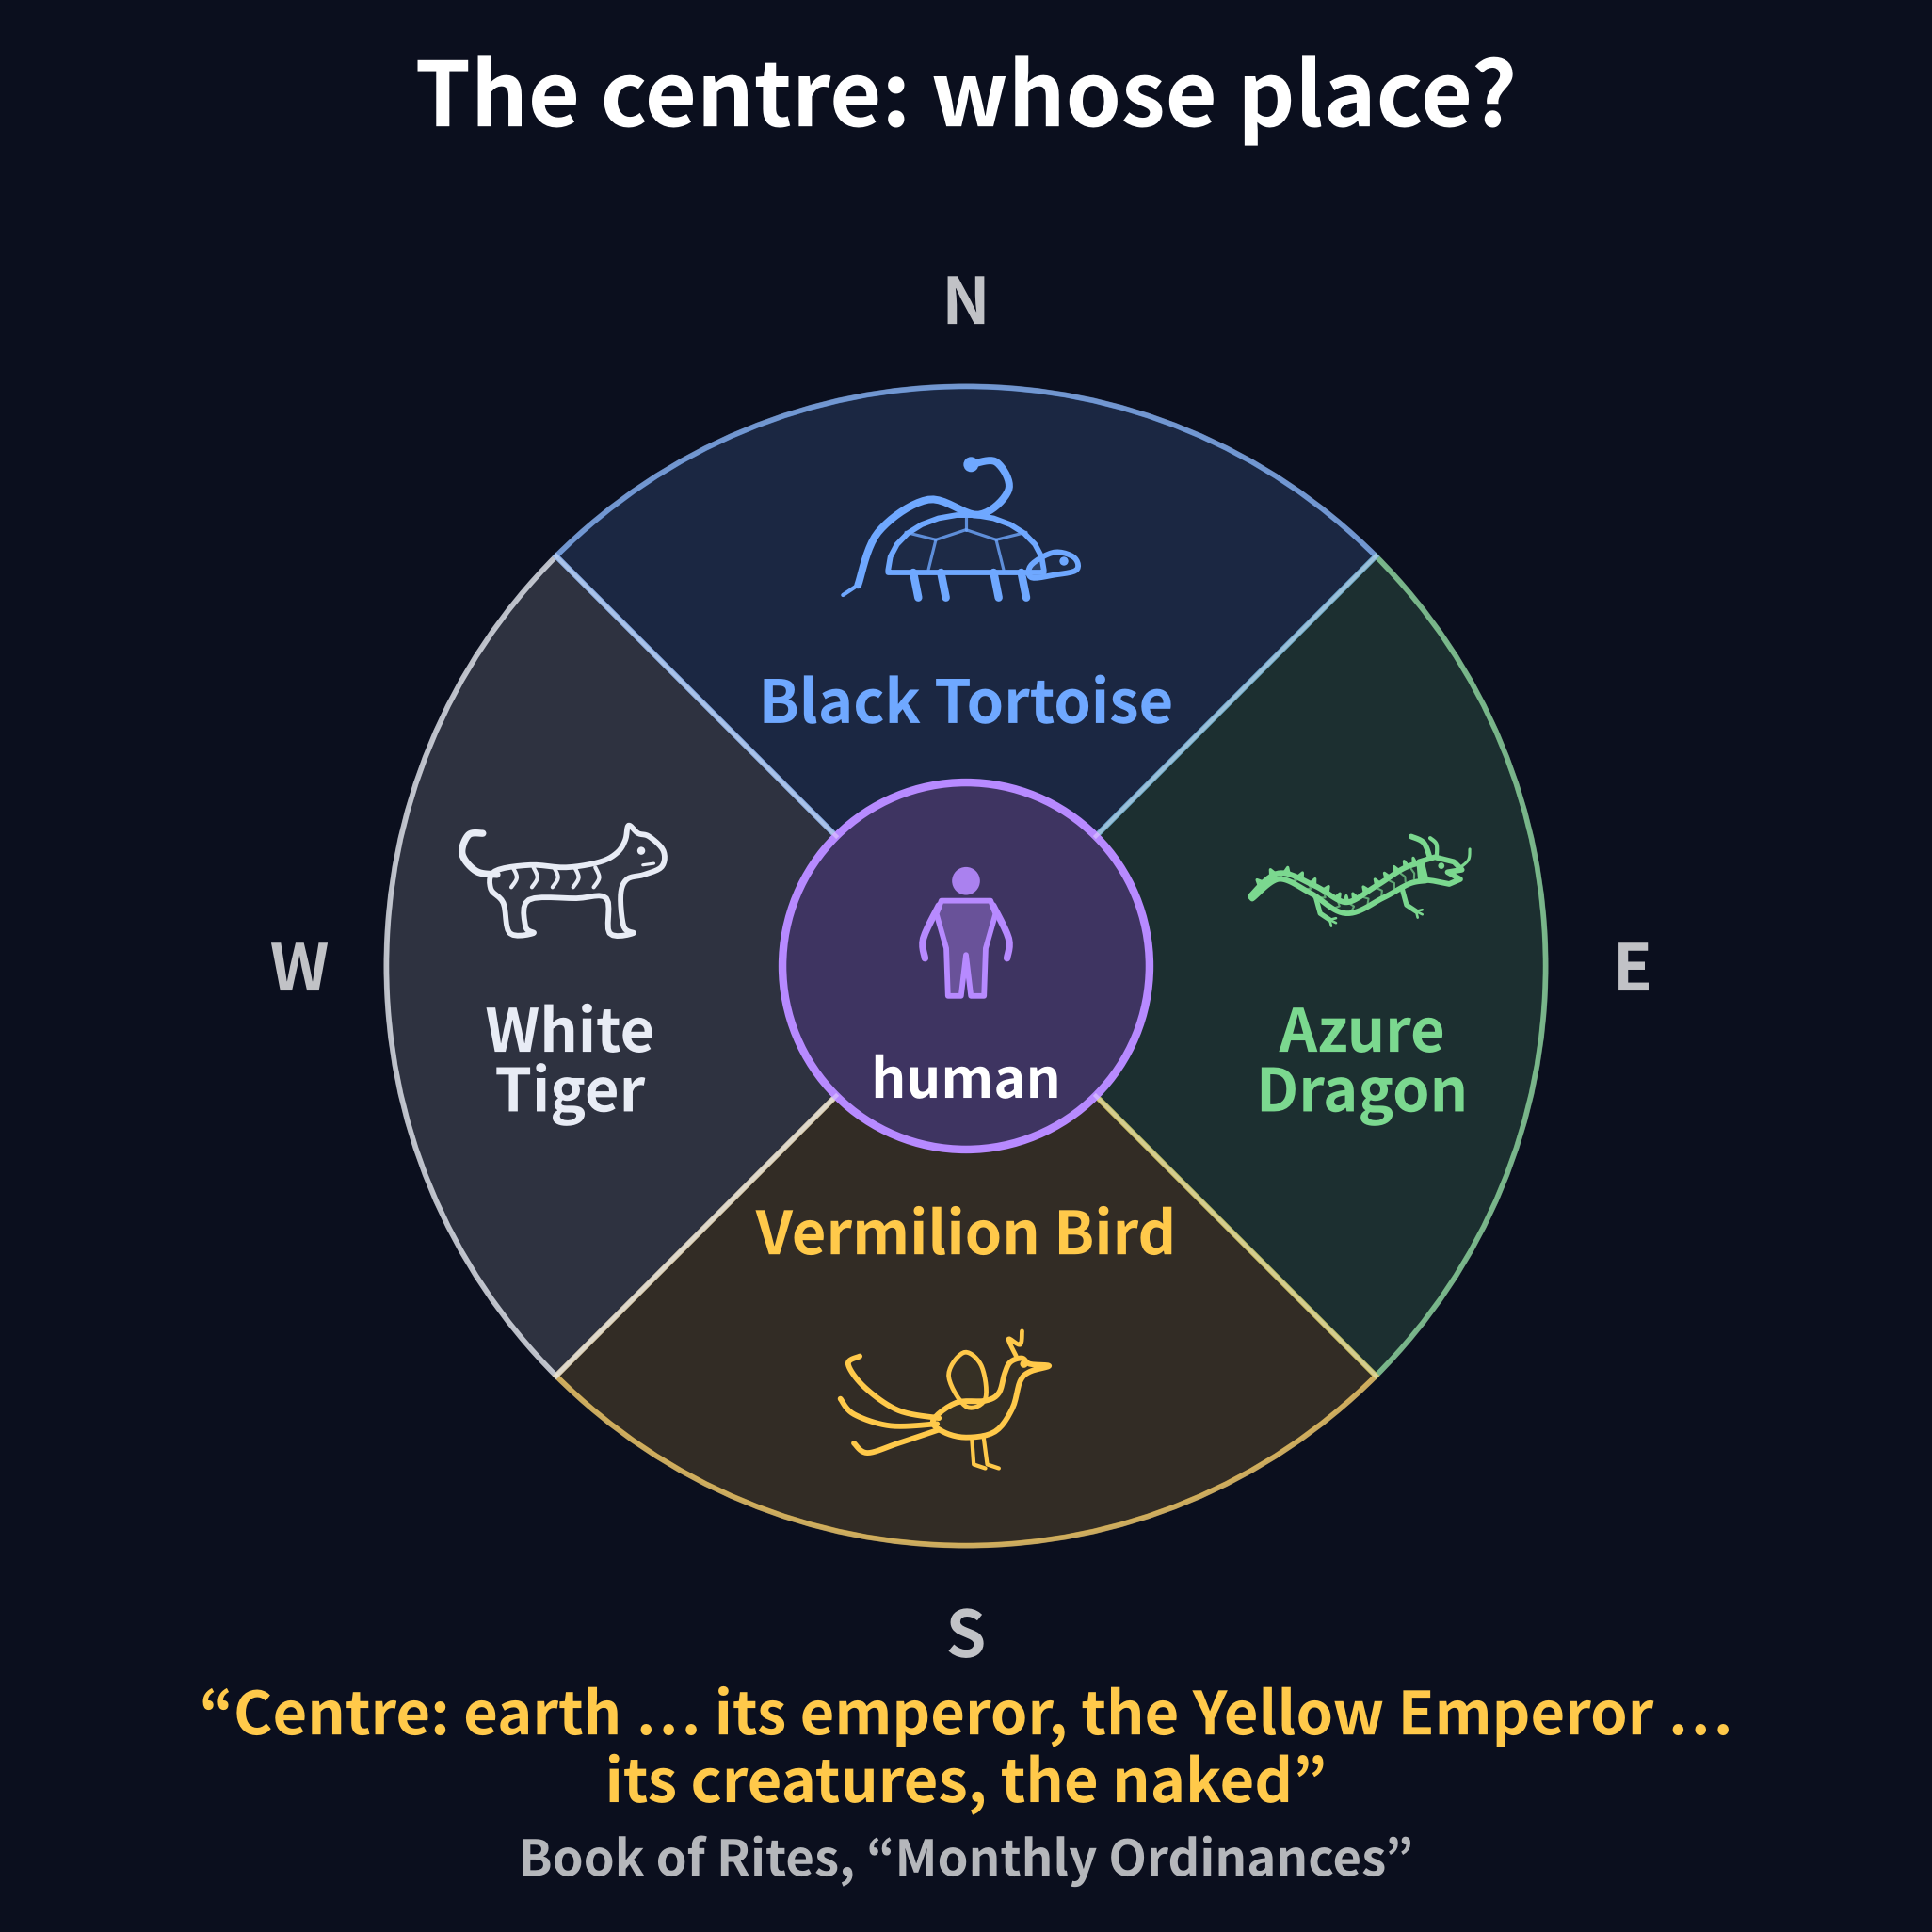 The centre: whose place?
N
Black Tortoise
W
White
Tiger
human
Azure
Dragon
E
Vermilion Bird
S
“Centre: earth … its emperor, the Yellow Emperor …
its creatures, the naked”
Book of Rites, “Monthly Ordinances”